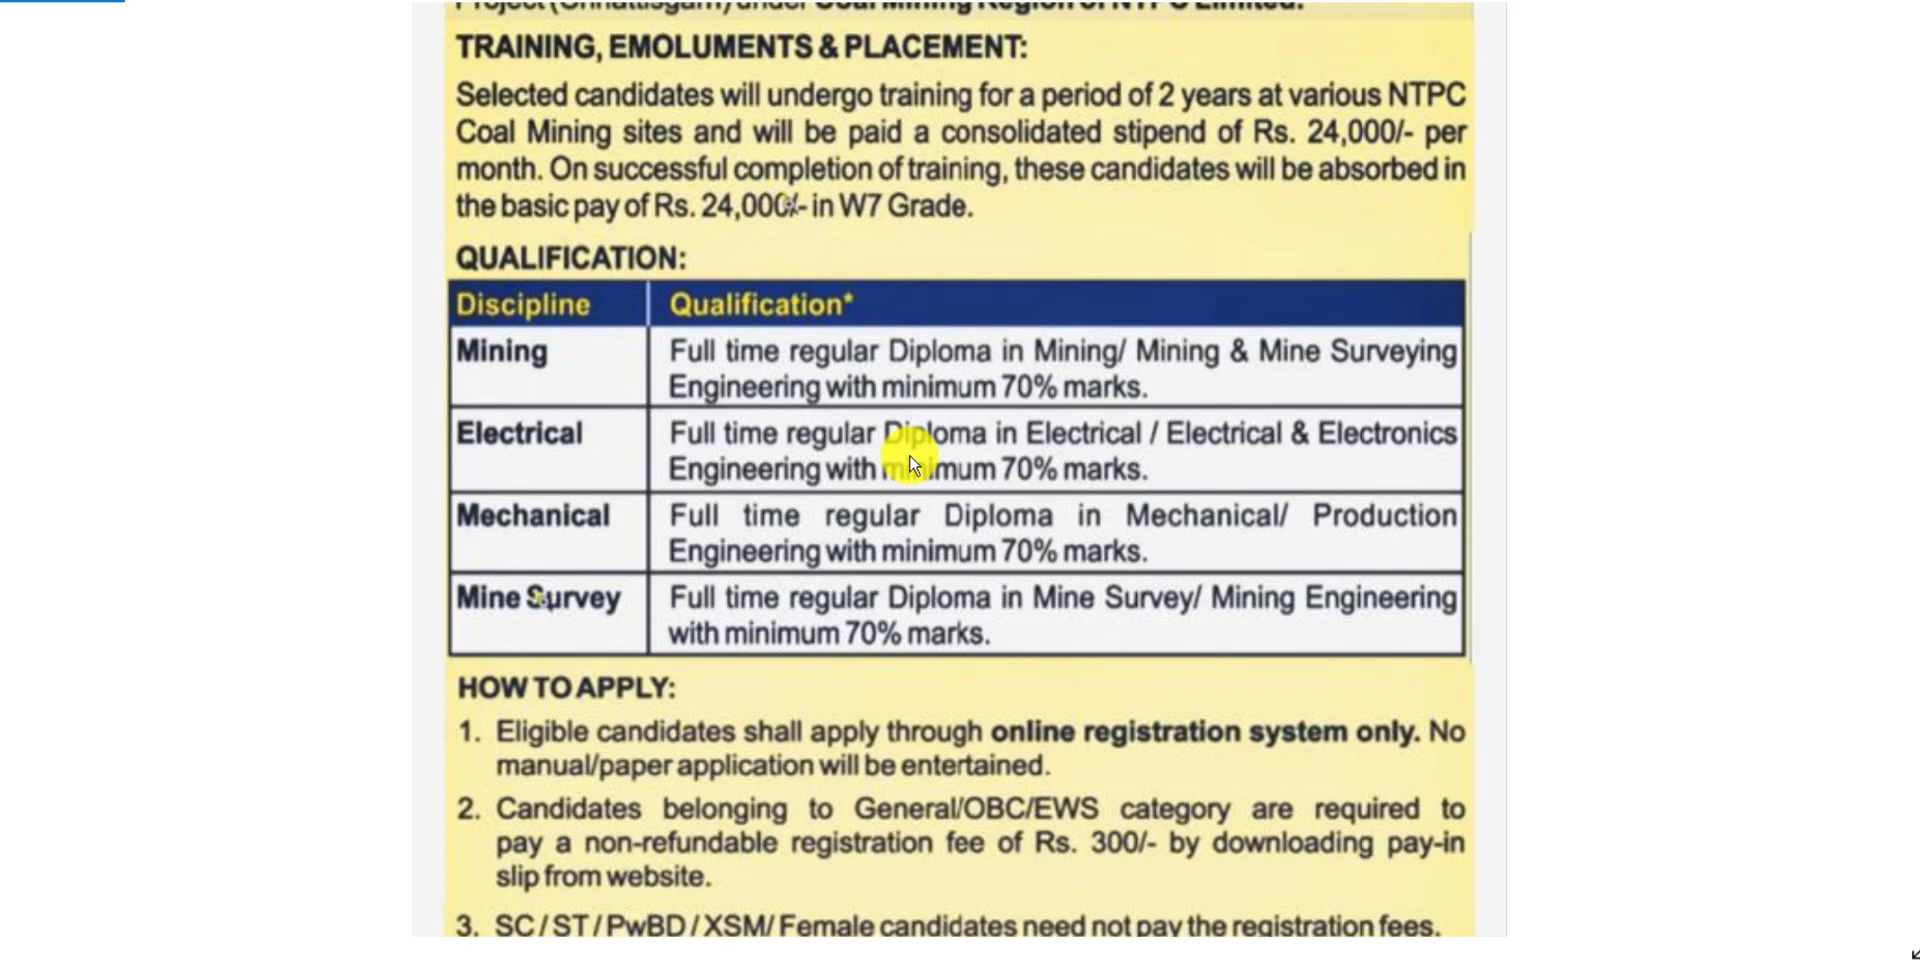 Project (Chhattisgarh) under Coal Mining Region of NTPC Limited.
TRAINING, EMOLUMENTS & PLACEMENT:
Selected candidates will undergo training for a period of 2 years at various NTPC
Coal Mining sites and will be paid a consolidated stipend of Rs. 24,000/- per
month. On successful completion of training, these candidates will be absorbed in
the basic pay of Rs. 24,000/- in W7 Grade.
QUALIFICATION:
Discipline Qualification*
Mining Full time regular Diploma in Mining/ Mining & Mine Surveying
Engineering with minimum 70% marks.
Electrical Full time regular Diploma in Electrical / Electrical & Electronics
Engineering with minimum 70% marks.
Mechanical Full time regular Diploma in Mechanical/ Production
Engineering with minimum 70% marks.
Mine Survey Full time regular Diploma in Mine Survey/ Mining Engineering
with minimum 70% marks.
HOW TO APPLY:
1. Eligible candidates shall apply through online registration system only. No
manual/paper application will be entertained.
2. Candidates belonging to General/OBC/EWS category are required to
pay a non-refundable registration fee of Rs. 300/- by downloading pay-in
slip from website.
3. SC / ST / PwBD / XSM/ Female candidates need not pay the registration fees.